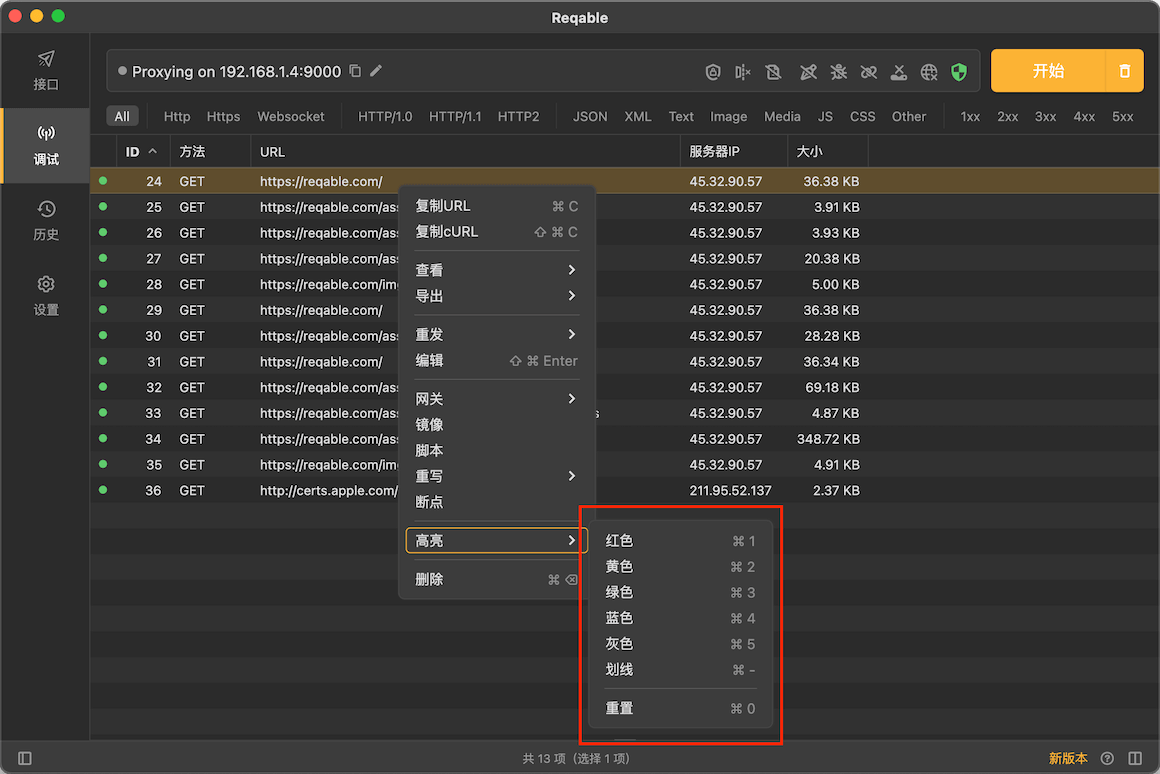 Reqable
接口
调试
历史
设置
Proxying on 192.168.1.4:9000
开始
All Http Https Websocket HTTP/1.0 HTTP/1.1 HTTP2 JSON XML Text Image Media JS CSS Other 1xx 2xx 3xx 4xx 5xx
ID 方法 URL 服务器IP 大小
24 GET https://reqable.com/ 45.32.90.57 36.38 KB
25 GET https://reqable.com/ass 45.32.90.57 3.91 KB
26 GET https://reqable.com/ass 45.32.90.57 3.93 KB
27 GET https://reqable.com/ass 45.32.90.57 20.38 KB
28 GET https://reqable.com/im 45.32.90.57 5.00 KB
29 GET https://reqable.com/ 45.32.90.57 36.38 KB
30 GET https://reqable.com/ass 45.32.90.57 28.28 KB
31 GET https://reqable.com/ 45.32.90.57 36.34 KB
32 GET https://reqable.com/ass 45.32.90.57 69.18 KB
33 GET https://reqable.com/ass s 45.32.90.57 4.87 KB
34 GET https://reqable.com/ass 45.32.90.57 348.72 KB
35 GET https://reqable.com/im 45.32.90.57 4.91 KB
36 GET http://certs.apple.com/ 211.95.52.137 2.37 KB
复制URL ⌘ C
复制cURL ⇧ ⌘ C
查看
导出
重发
编辑 ⇧ ⌘ Enter
网关
镜像
脚本
重写
断点
高亮
删除 ⌘ ⌫
红色 ⌘ 1
黄色 ⌘ 2
绿色 ⌘ 3
蓝色 ⌘ 4
灰色 ⌘ 5
划线 ⌘ -
重置 ⌘ 0
共 13 项（选择 1 项）
新版本